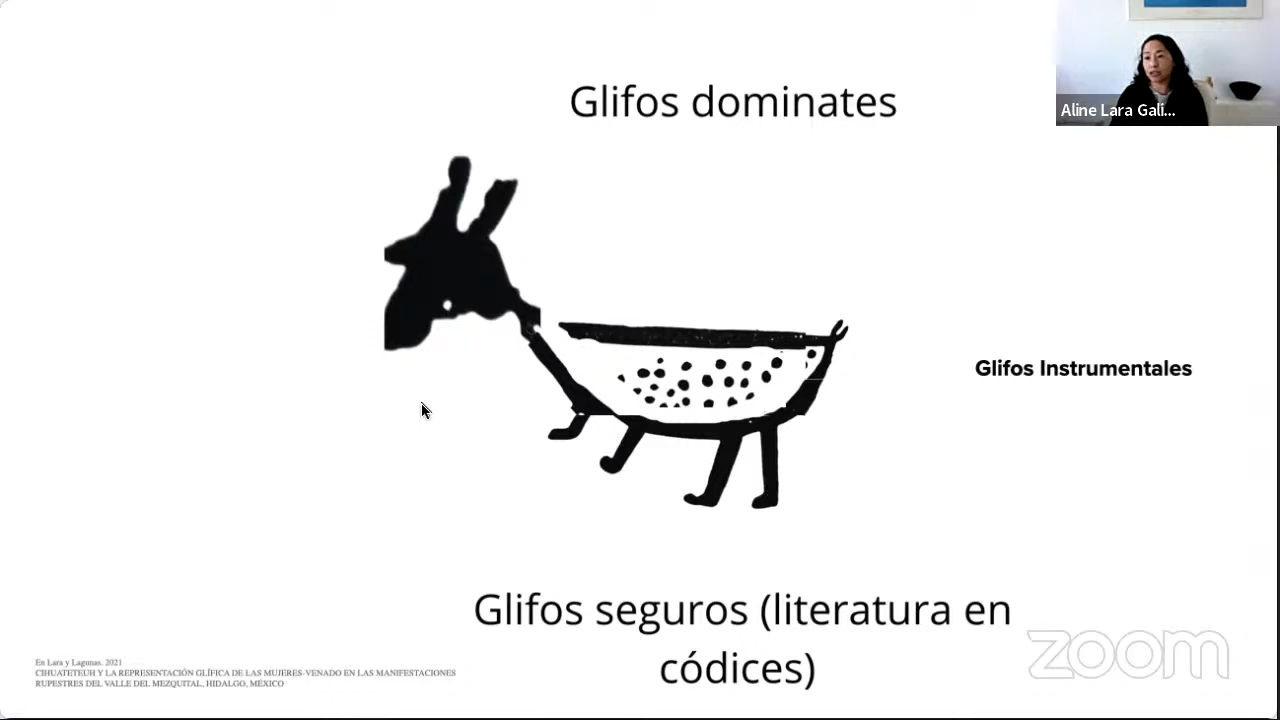 Glifos dominates
Aline Lara Gali...
Glifos Instrumentales
Glifos seguros (literatura en
códices)
zoom
En Lara y Lagunas. 2021
CIHUATETEUH Y LA REPRESENTACIÓN GLÍFICA DE LAS MUJERES-VENADO EN LAS MANIFESTACIONES
RUPESTRES DEL VALLE DEL MEZQUITAL, HIDALGO, MÉXICO